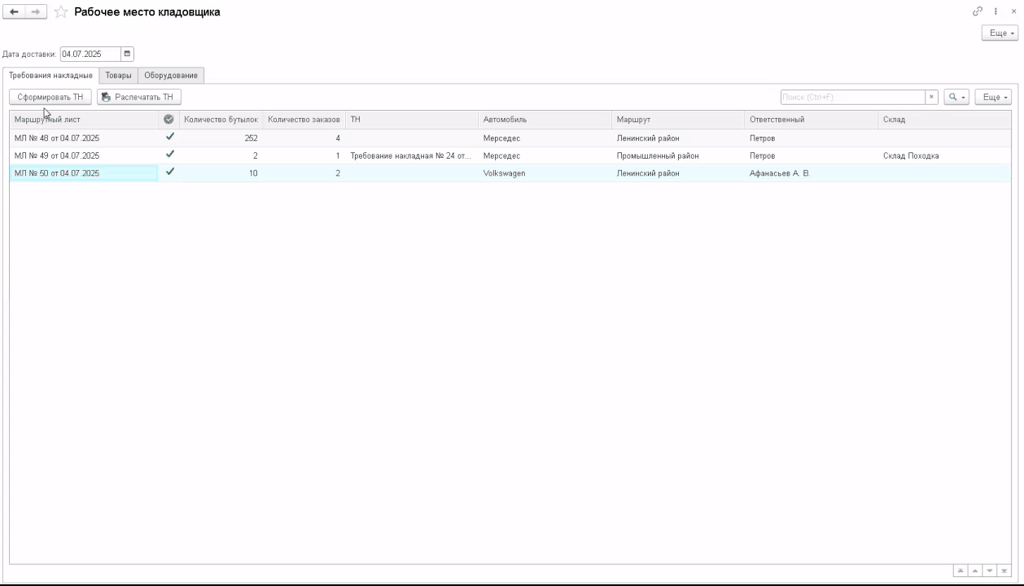 Рабочее место кладовщика
Еще
Дата доставки: 04.07.2025
Требования накладные Товары Оборудование
Сформировать ТН Распечатать ТН Поиск (Ctrl+F) Еще
Маршрутный лист Количество бутылок Количество заказов ТН Автомобиль Маршрут Ответственный Склад
МЛ № 48 от 04.07.2025 252 4 Мерседес Ленинский район Петров
МЛ № 49 от 04.07.2025 2 1 Требование накладная № 24 от... Мерседес Промышленный район Петров Склад Походка
МЛ № 50 от 04.07.2025 10 2 Volkswagen Ленинский район Афанасьев А. В.